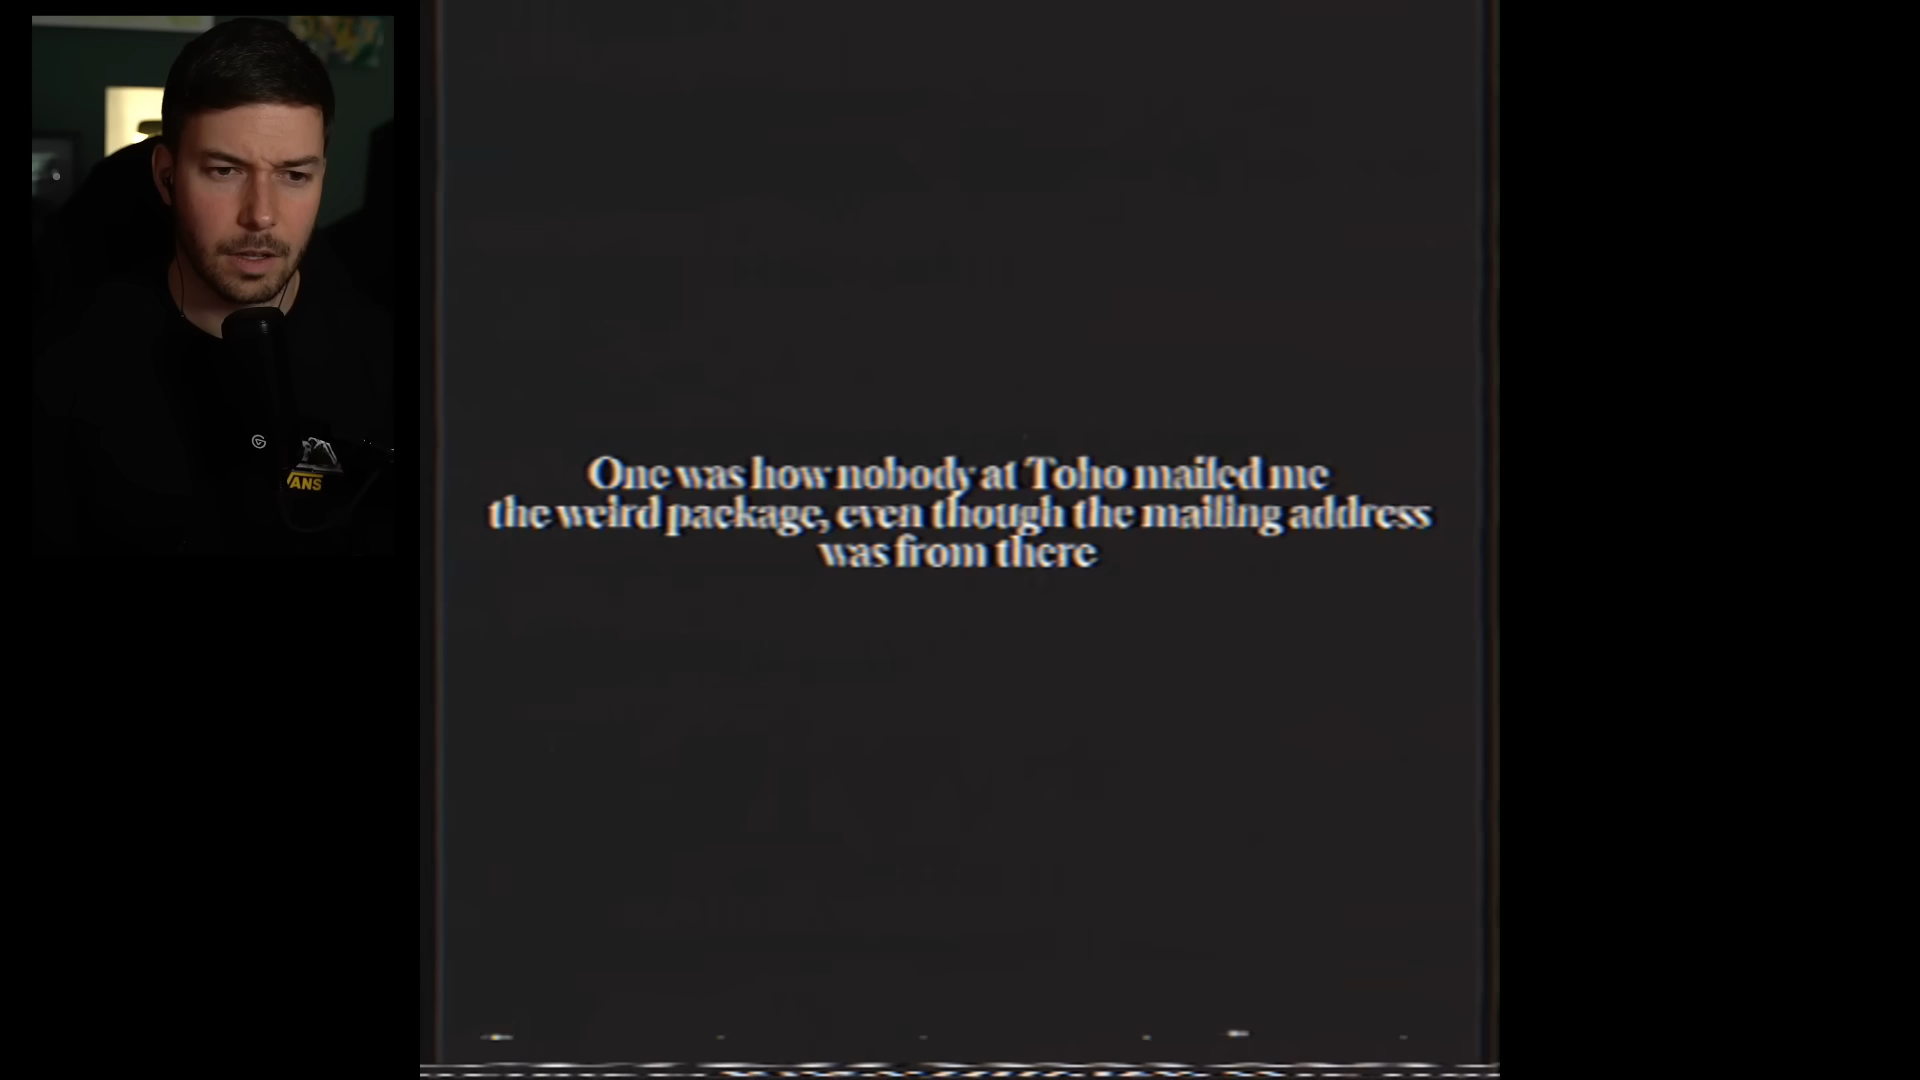 One was how nobody at Toho mailed me
the weird package, even though the mailing address
was from there
VANS